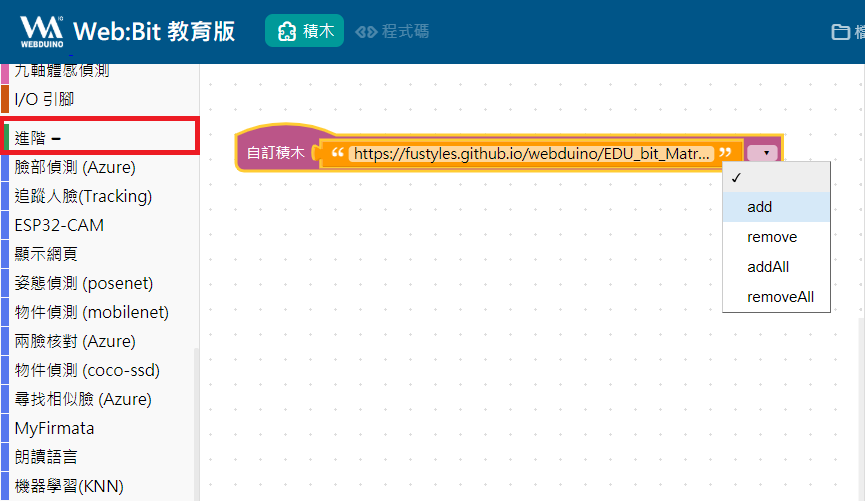 WEBDUINO
Web:Bit 教育版
積木
程式碼
檔
九軸體感偵測
I/O 引腳
進階 −
臉部偵測 (Azure)
追蹤人臉(Tracking)
ESP32-CAM
顯示網頁
姿態偵測 (posenet)
物件偵測 (mobilenet)
兩臉核對 (Azure)
物件偵測 (coco-ssd)
尋找相似臉 (Azure)
MyFirmata
朗讀語言
機器學習(KNN)
自訂積木 “ https://fustyles.github.io/webduino/EDU_bit_Matr... ”
✓
add
remove
addAll
removeAll